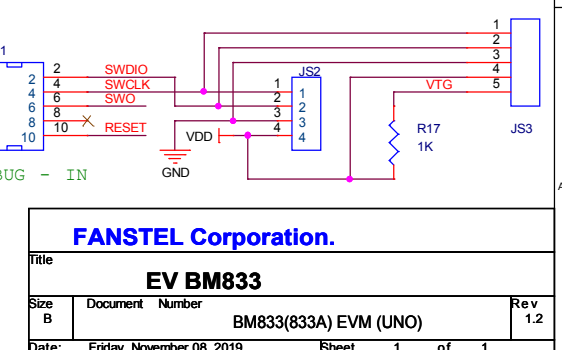 1
2
3
4
5
JS3
1
2 2 SWDIO
4 4 SWCLK
6 6 SWO
8 8
10 10 RESET
JS2
1 1
2 2
3 3
4 4
VDD
GND
VTG
R17
1K
BUG - IN
FANSTEL Corporation.
Title
EV BM833
Size Document Number Rev
B BM833(833A) EVM (UNO) 1.2
Date: Friday, November 08, 2019 Sheet 1 of 1